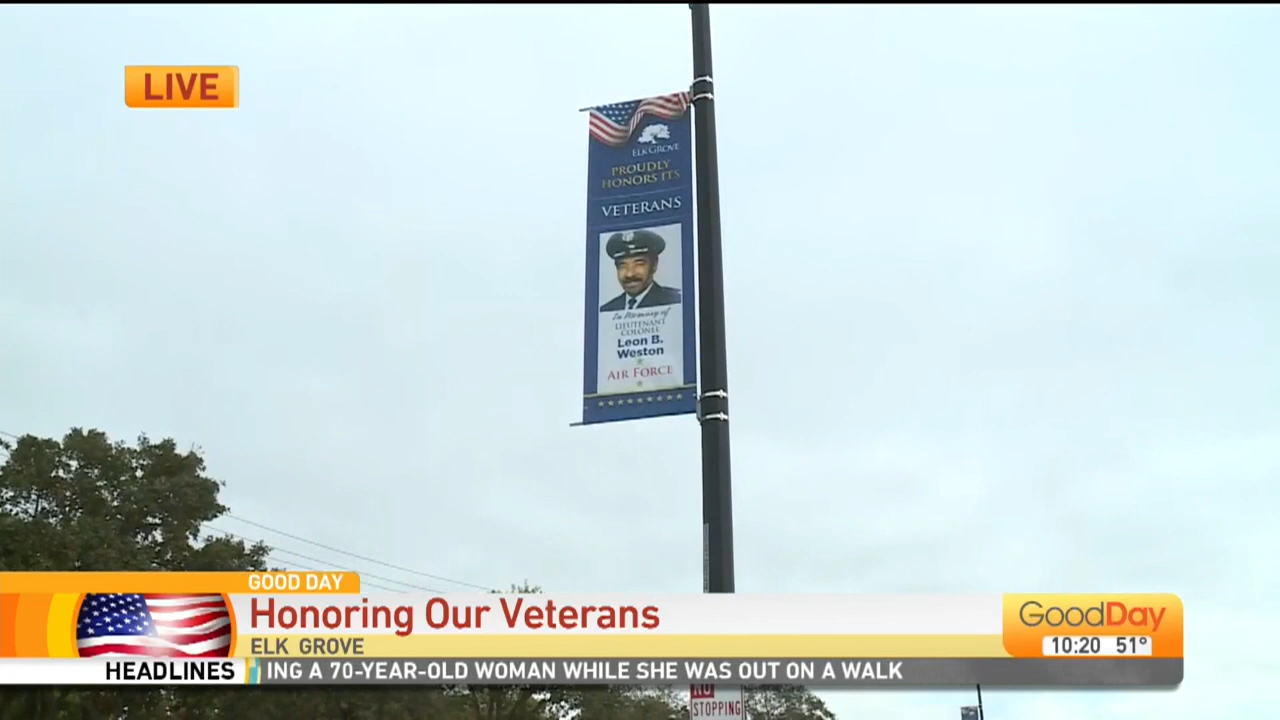 LIVE
ELK GROVE
PROUDLY
HONORS ITS
VETERANS
In Memory of
LIEUTENANT
COLONEL
Leon B.
Weston
AIR FORCE
GOOD DAY
Honoring Our Veterans
ELK GROVE
GoodDay
10:20 51°
HEADLINES ING A 70-YEAR-OLD WOMAN WHILE SHE WAS OUT ON A WALK
NO
STOPPING